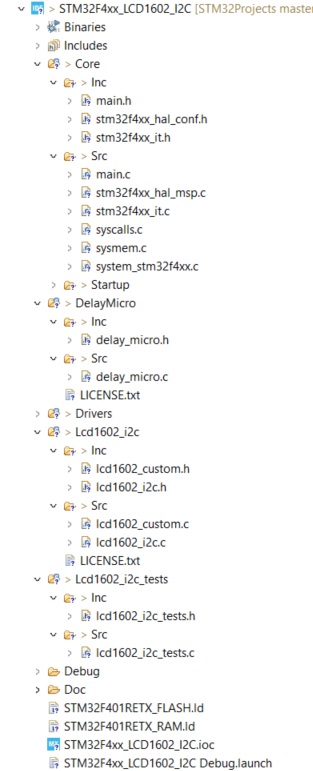 > STM32F4xx_LCD1602_I2C [STM32Projects master
> Binaries
> Includes
> Core
> Inc
> main.h
> stm32f4xx_hal_conf.h
> stm32f4xx_it.h
> Src
> main.c
> stm32f4xx_hal_msp.c
> stm32f4xx_it.c
> syscalls.c
> sysmem.c
> system_stm32f4xx.c
> > Startup
> DelayMicro
> Inc
> delay_micro.h
> Src
> delay_micro.c
LICENSE.txt
> > Drivers
> Lcd1602_i2c
> Inc
> lcd1602_custom.h
> lcd1602_i2c.h
> Src
> lcd1602_custom.c
> lcd1602_i2c.c
LICENSE.txt
> Lcd1602_i2c_tests
> Inc
> lcd1602_i2c_tests.h
> Src
> lcd1602_i2c_tests.c
> > Debug
> > Doc
STM32F401RETX_FLASH.ld
STM32F401RETX_RAM.ld
STM32F4xx_LCD1602_I2C.ioc
STM32F4xx_LCD1602_I2C Debug.launch